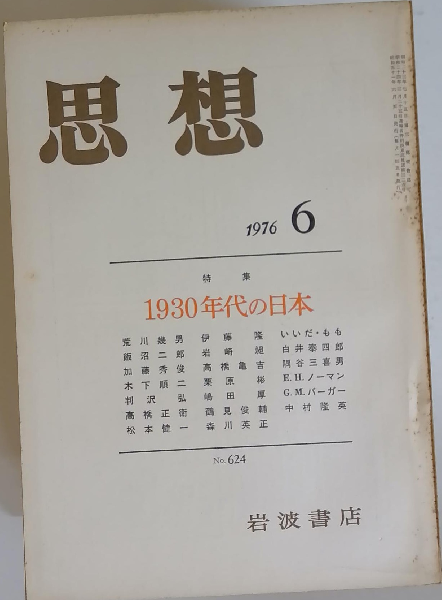 思想
1976 6
特集
1930年代の日本
荒川幾男 伊藤隆 いいだ・もも
飯沼二郎 岩崎昶 白井泰四郎
加藤秀俊 高橋亀吉 隅谷三喜男
木下順二 栗原彬 E.H.ノーマン
判沢弘 嶋田厚 G.M.バーガー
高橋正衛 鶴見俊輔 中村隆英
松本健一 森川英正
No.624
岩波書店